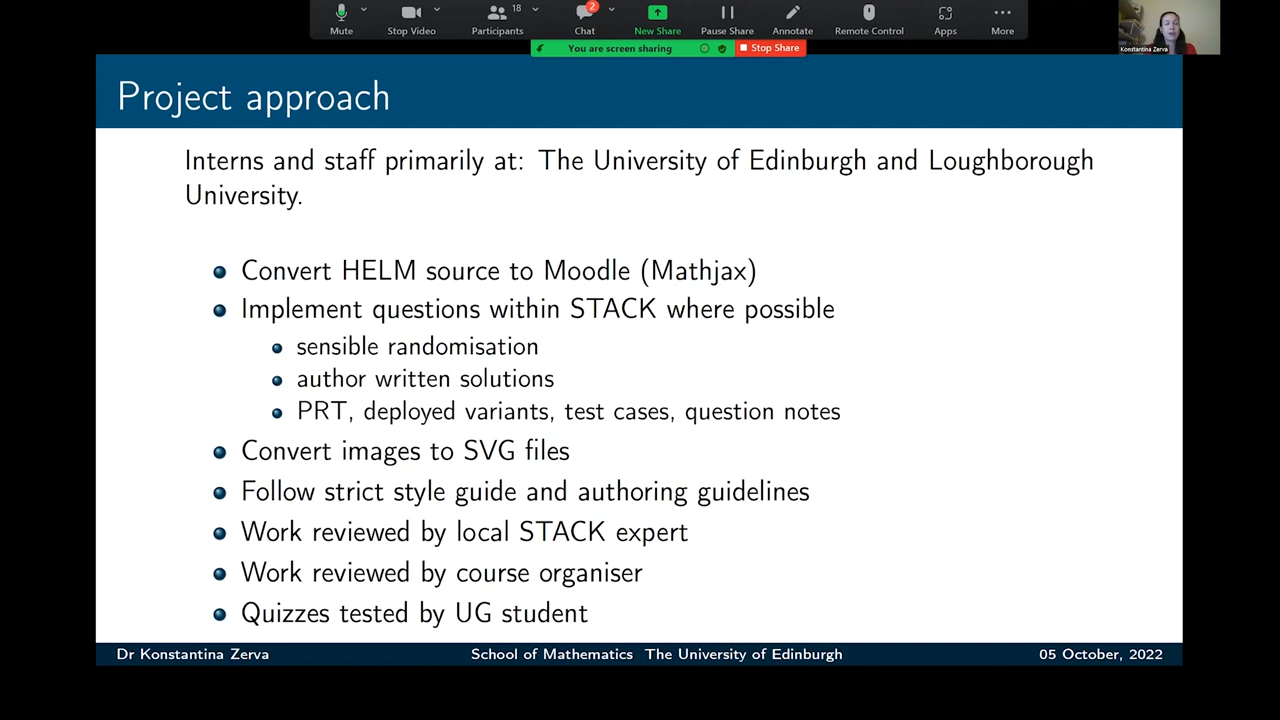 18
2
Mute
Stop Video
Participants
Chat
New Share
Pause Share
Annotate
Remote Control
Apps
More
You are screen sharing
Stop Share
Konstantina Zerva
Project approach
Interns and staff primarily at: The University of Edinburgh and Loughborough
University.
Convert HELM source to Moodle (Mathjax)
Implement questions within STACK where possible
sensible randomisation
author written solutions
PRT, deployed variants, test cases, question notes
Convert images to SVG files
Follow strict style guide and authoring guidelines
Work reviewed by local STACK expert
Work reviewed by course organiser
Quizzes tested by UG student
Dr Konstantina Zerva
School of Mathematics The University of Edinburgh
05 October, 2022